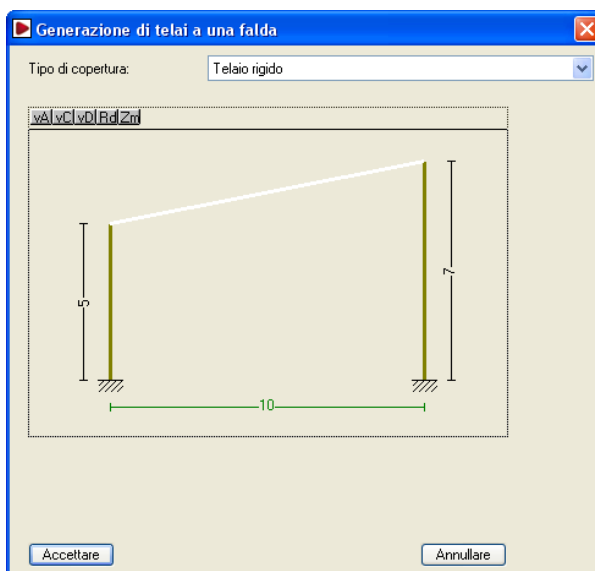 Generazione di telai a una falda
Tipo di copertura: Telaio rigido
vA vC vD Rd Zm
5
7
10
Accettare Annullare